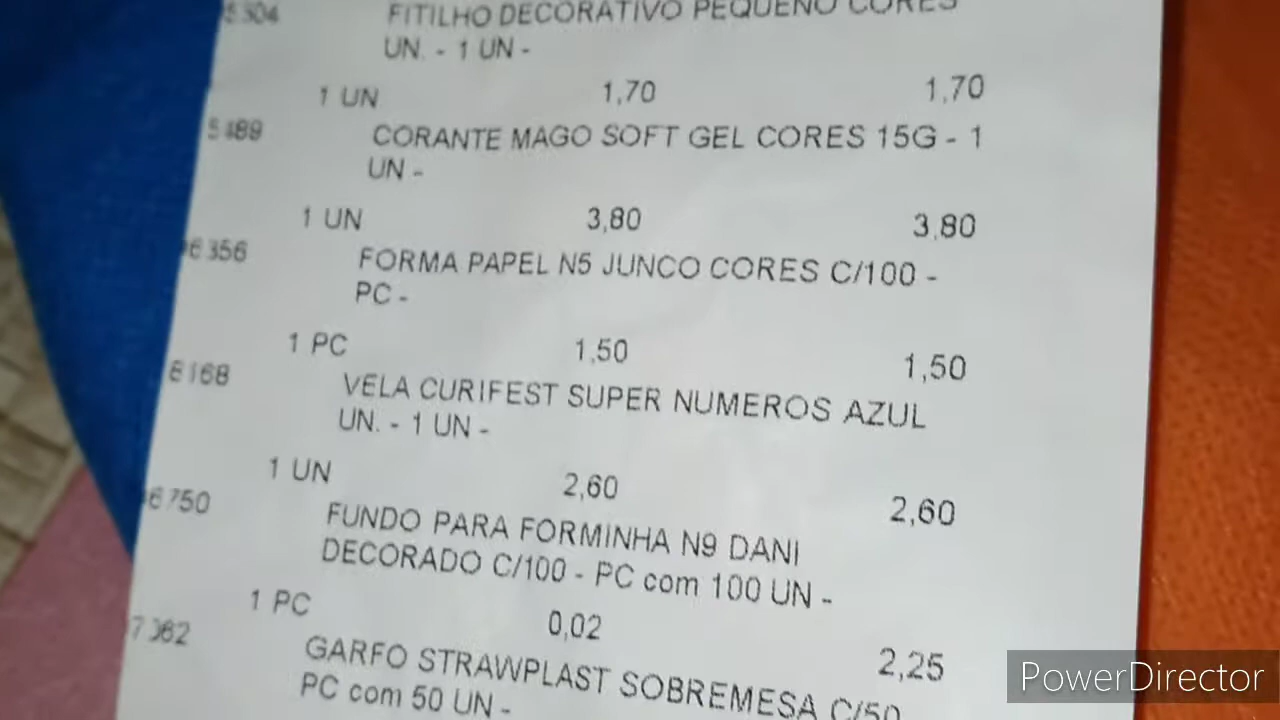 FITILHO DECORATIVO PEQUENO CORES
UN. - 1 UN -
1 UN 1,70 1,70
CORANTE MAGO SOFT GEL CORES 15G - 1
UN -
1 UN 3,80 3,80
6356 FORMA PAPEL N5 JUNCO CORES C/100 -
PC -
1 PC 1,50 1,50
VELA CURIFEST SUPER NUMEROS AZUL
UN. - 1 UN -
1 UN 2,60 2,60
6750 FUNDO PARA FORMINHA N9 DANI
DECORADO C/100 - PC com 100 UN -
1 PC 0,02 2,25
GARFO STRAWPLAST SOBREMESA C/50
PC com 50 UN -
PowerDirector